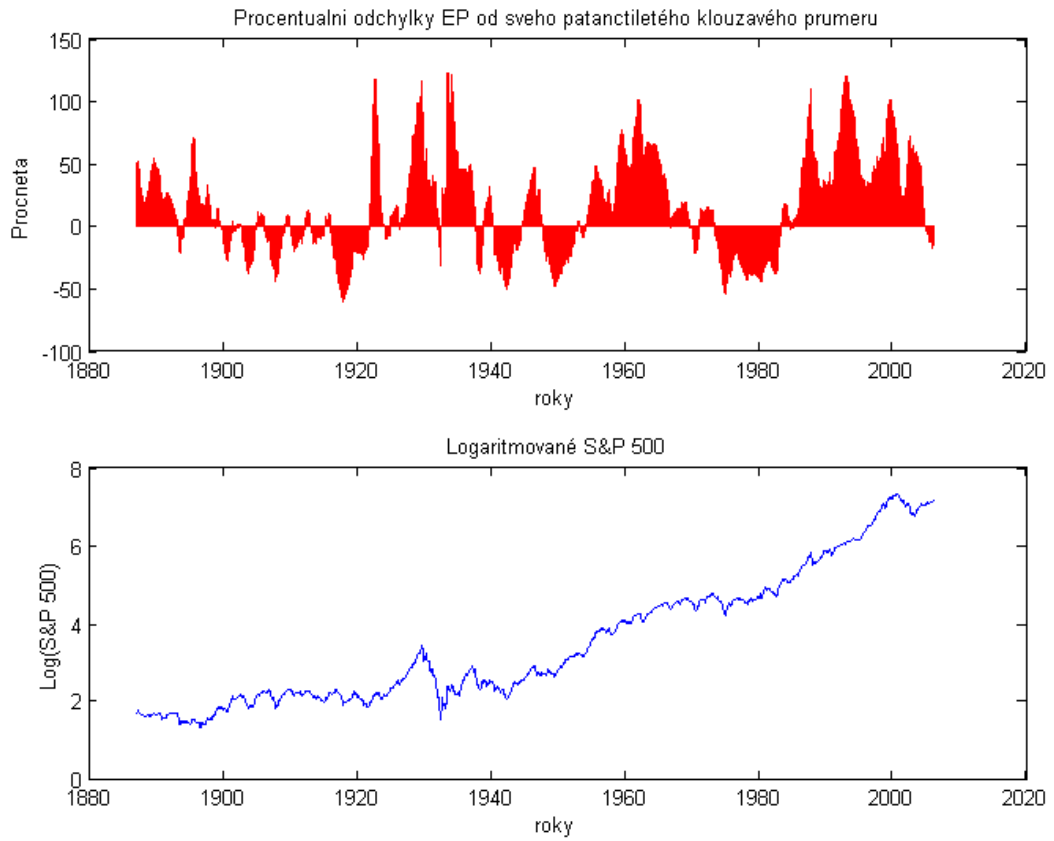 Procentualni odchylky EP od sveho patanctiletého klouzavého prumeru
150
100
50
0
-50
-100
Procneta
1880 1900 1920 1940 1960 1980 2000 2020
roky
Logaritmované S&P 500
8
6
4
2
0
Log(S&P 500)
1880 1900 1920 1940 1960 1980 2000 2020
roky